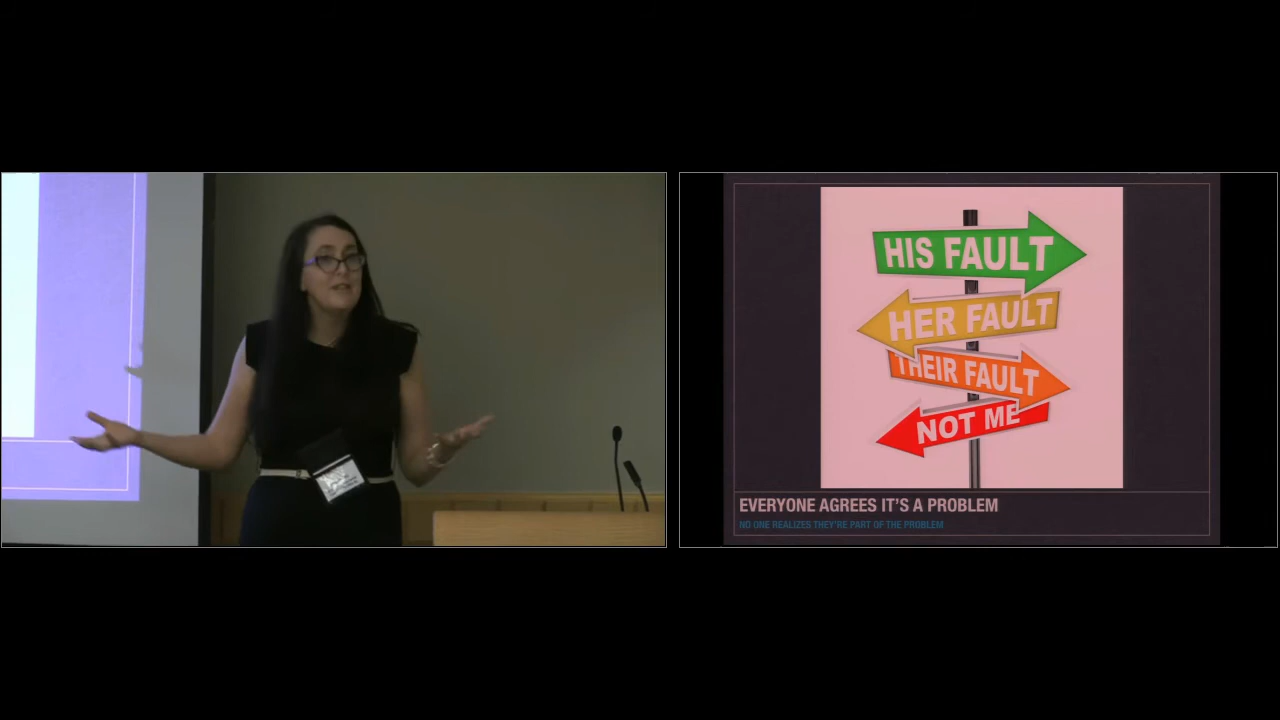 HIS FAULT
HER FAULT
THEIR FAULT
NOT ME
EVERYONE AGREES IT'S A PROBLEM
NO ONE REALIZES THEY'RE PART OF THE PROBLEM